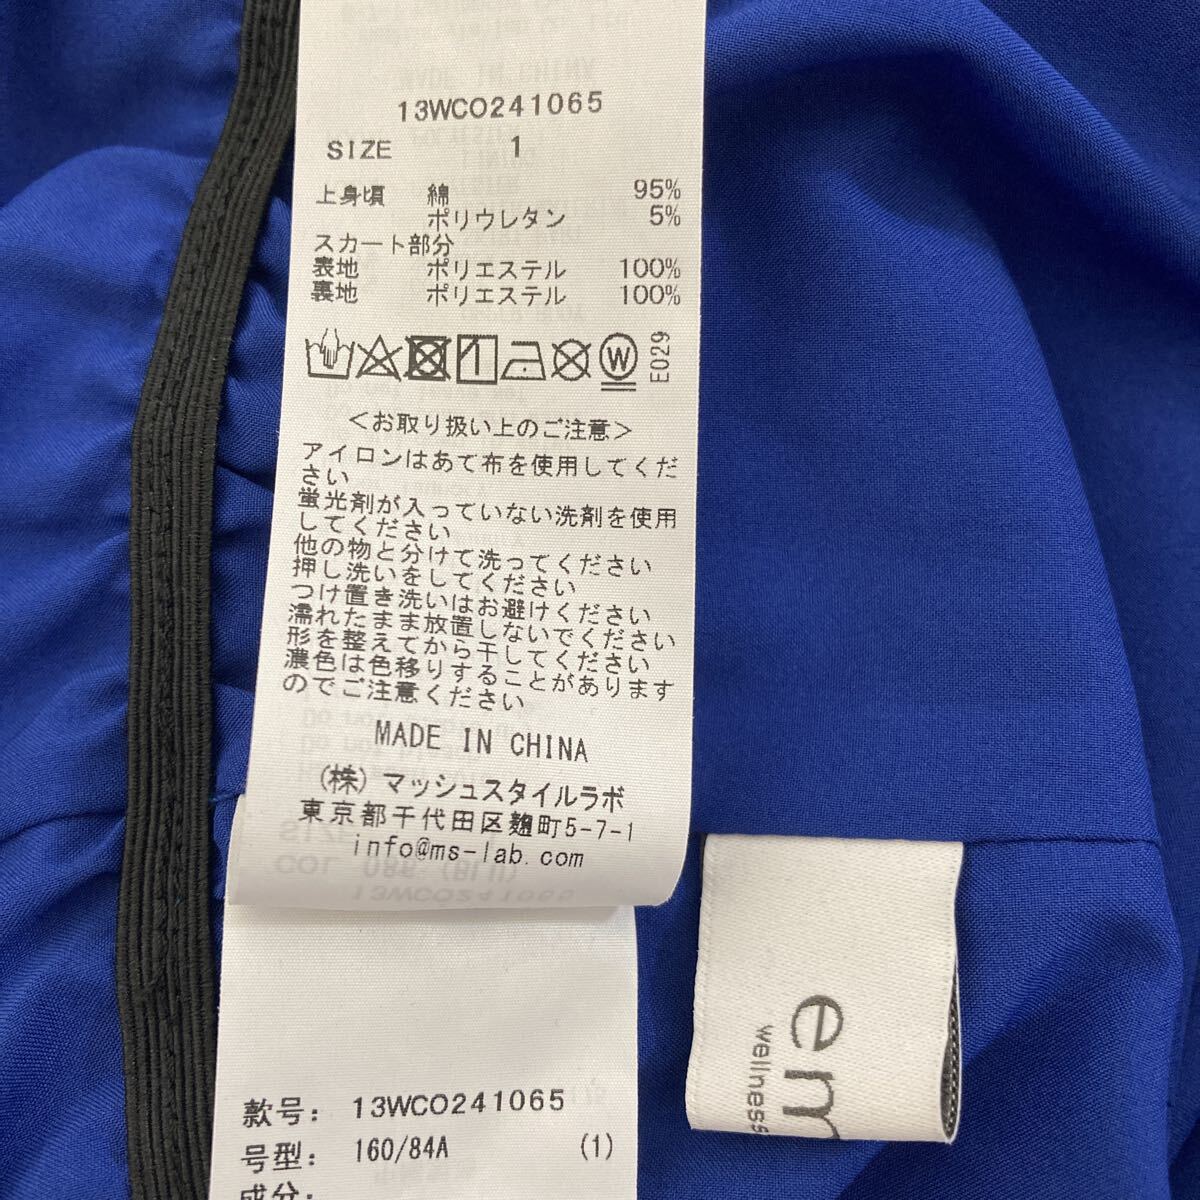 13WCO241065
SIZE 1
上身頃 綿 95%
ポリウレタン 5%
スカート部分
表地 ポリエステル 100%
裏地 ポリエステル 100%
1 W E029
＜お取り扱い上のご注意＞
アイロンはあて布を使用してくだ
さい
蛍光剤が入っていない洗剤を使用
してください
他の物と分けて洗ってください
押し洗いをしてください
つけ置き洗いはお避けください
濡れたまま放置しないでください
形を整えてから干してください
濃色は色移りすることがあります
のでご注意ください
MADE IN CHINA
(株) マッシュスタイルラボ
東京都千代田区麹町5-7-1
info@ms-lab.com
款号: 13WCO241065
号型: 160/84A (1)
成分:
em
wellness